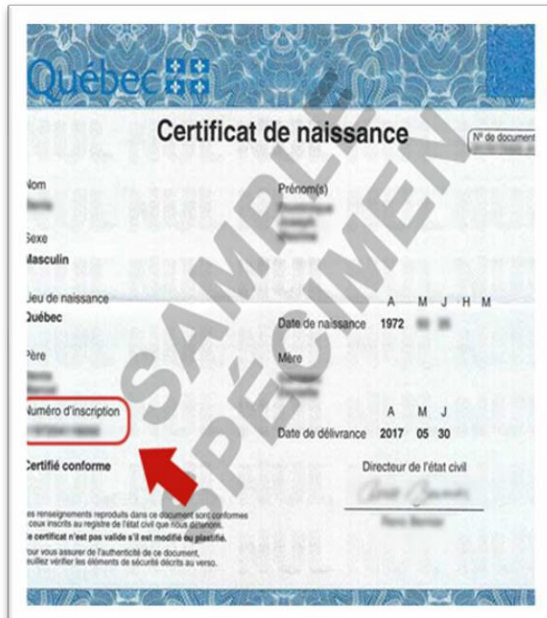 Québec
Certificat de naissance
Nº de document
Nom
Prénom(s)
Sexe
Masculin
Lieu de naissance
A M J H M
Québec
Date de naissance 1972
Père
Mère
Numéro d'inscription
A M J
Date de délivrance 2017 05 30
Certifié conforme
Directeur de l'état civil
es renseignements reproduits dans ce document sont conformes
ceux inscrits au registre de l'état civil que nous détenons.
e certificat n'est pas valide s'il est modifié ou plastifié.
our vous assurer de l'authenticité de ce document,
euillez vérifier les éléments de sécurité décrits au verso.
SAMPLE
SPÉCIMEN